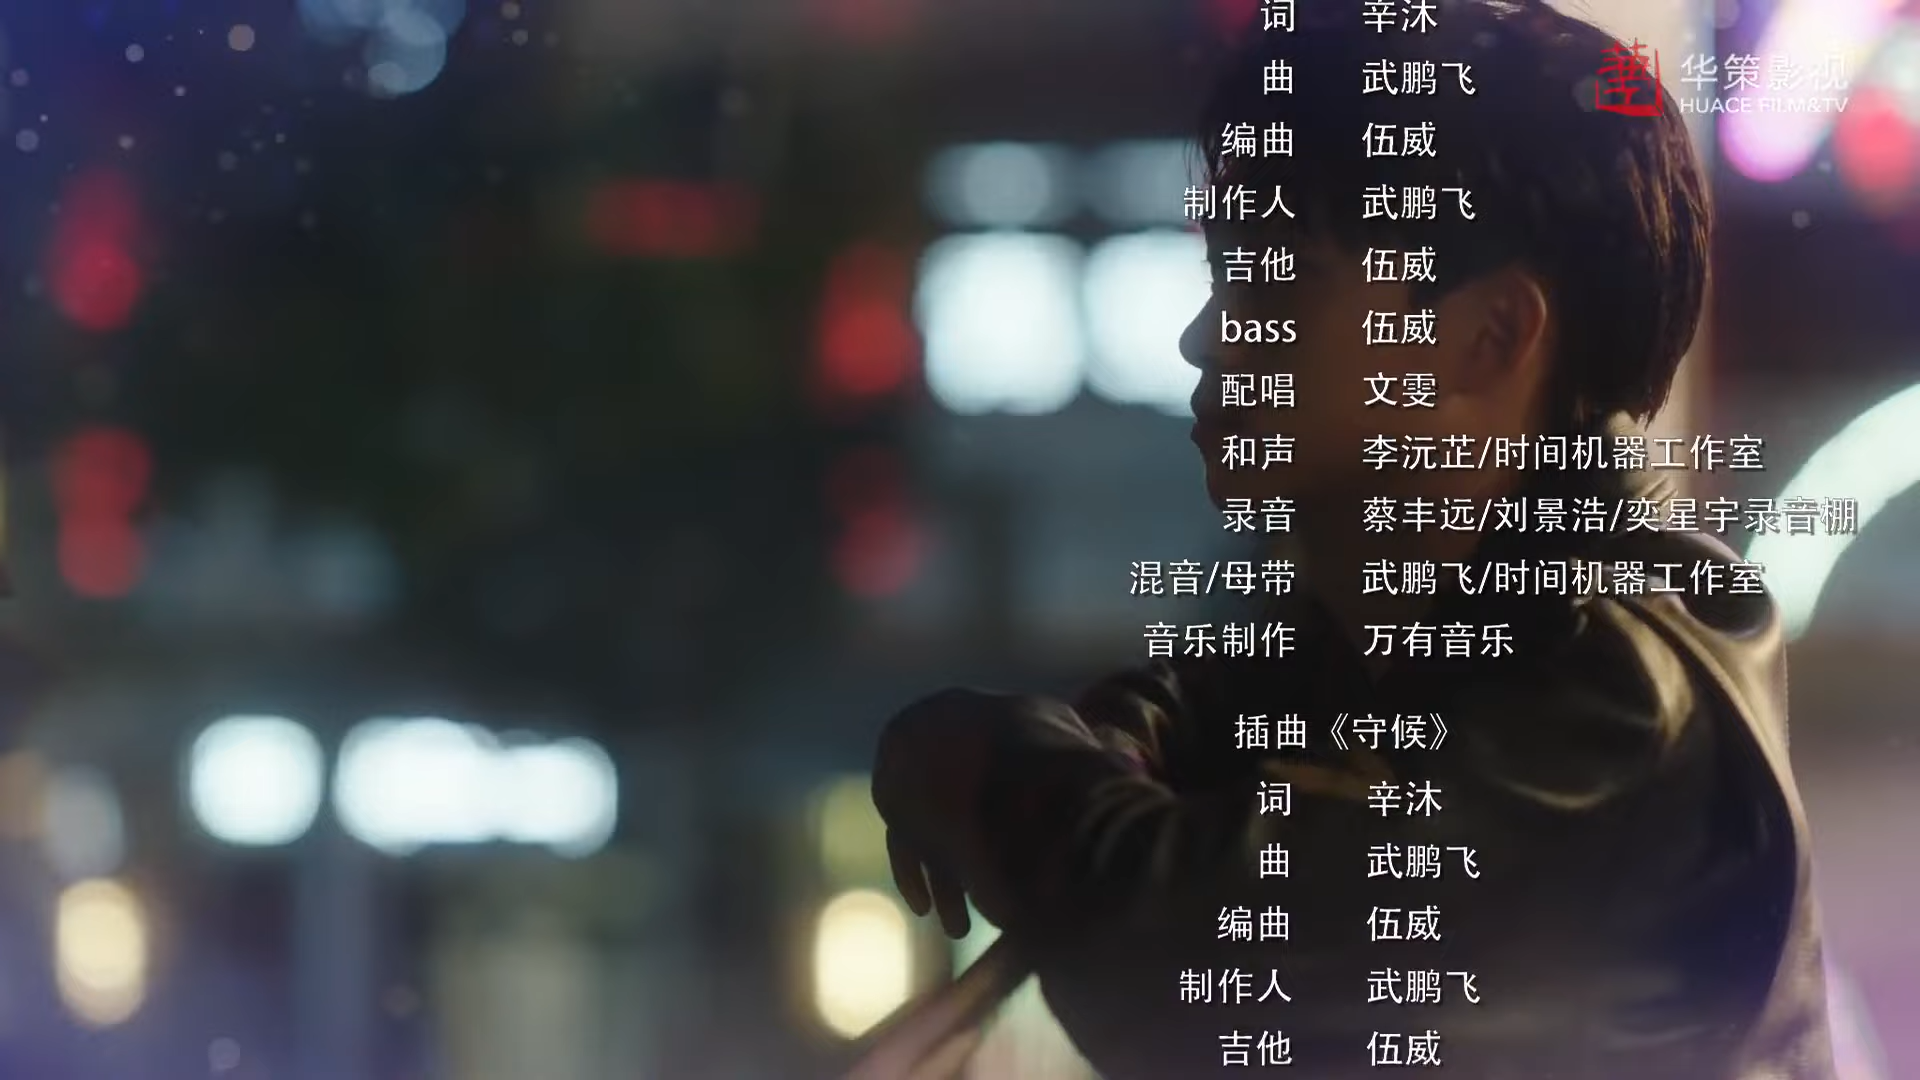 词 辛沐
华策影视
HUACE FILM&TV
曲 武鹏飞
编曲 伍威
制作人 武鹏飞
吉他 伍威
bass 伍威
配唱 文雯
和声 李沅芷/时间机器工作室
录音 蔡丰远/刘景浩/奕星宇录音棚
混音/母带 武鹏飞/时间机器工作室
音乐制作 万有音乐
插曲《守候》
词 辛沐
曲 武鹏飞
编曲 伍威
制作人 武鹏飞
吉他 伍威